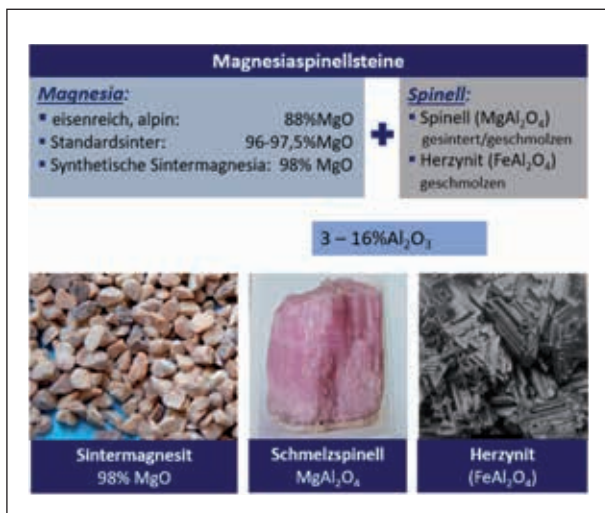 Magnesiaspinellsteine
Magnesia:
▪ eisenreich, alpin: 88%MgO
▪ Standardsinter: 96-97,5%MgO
▪ Synthetische Sintermagnesia: 98% MgO
+
Spinell:
▪ Spinell (MgAl₂O₄)
gesintert/geschmolzen
▪ Herzynit (FeAl₂O₄)
geschmolzen
3 – 16%Al₂O₃
Sintermagnesit
98% MgO
Schmelzspinell
MgAl₂O₄
Herzynit
(FeAl₂O₄)